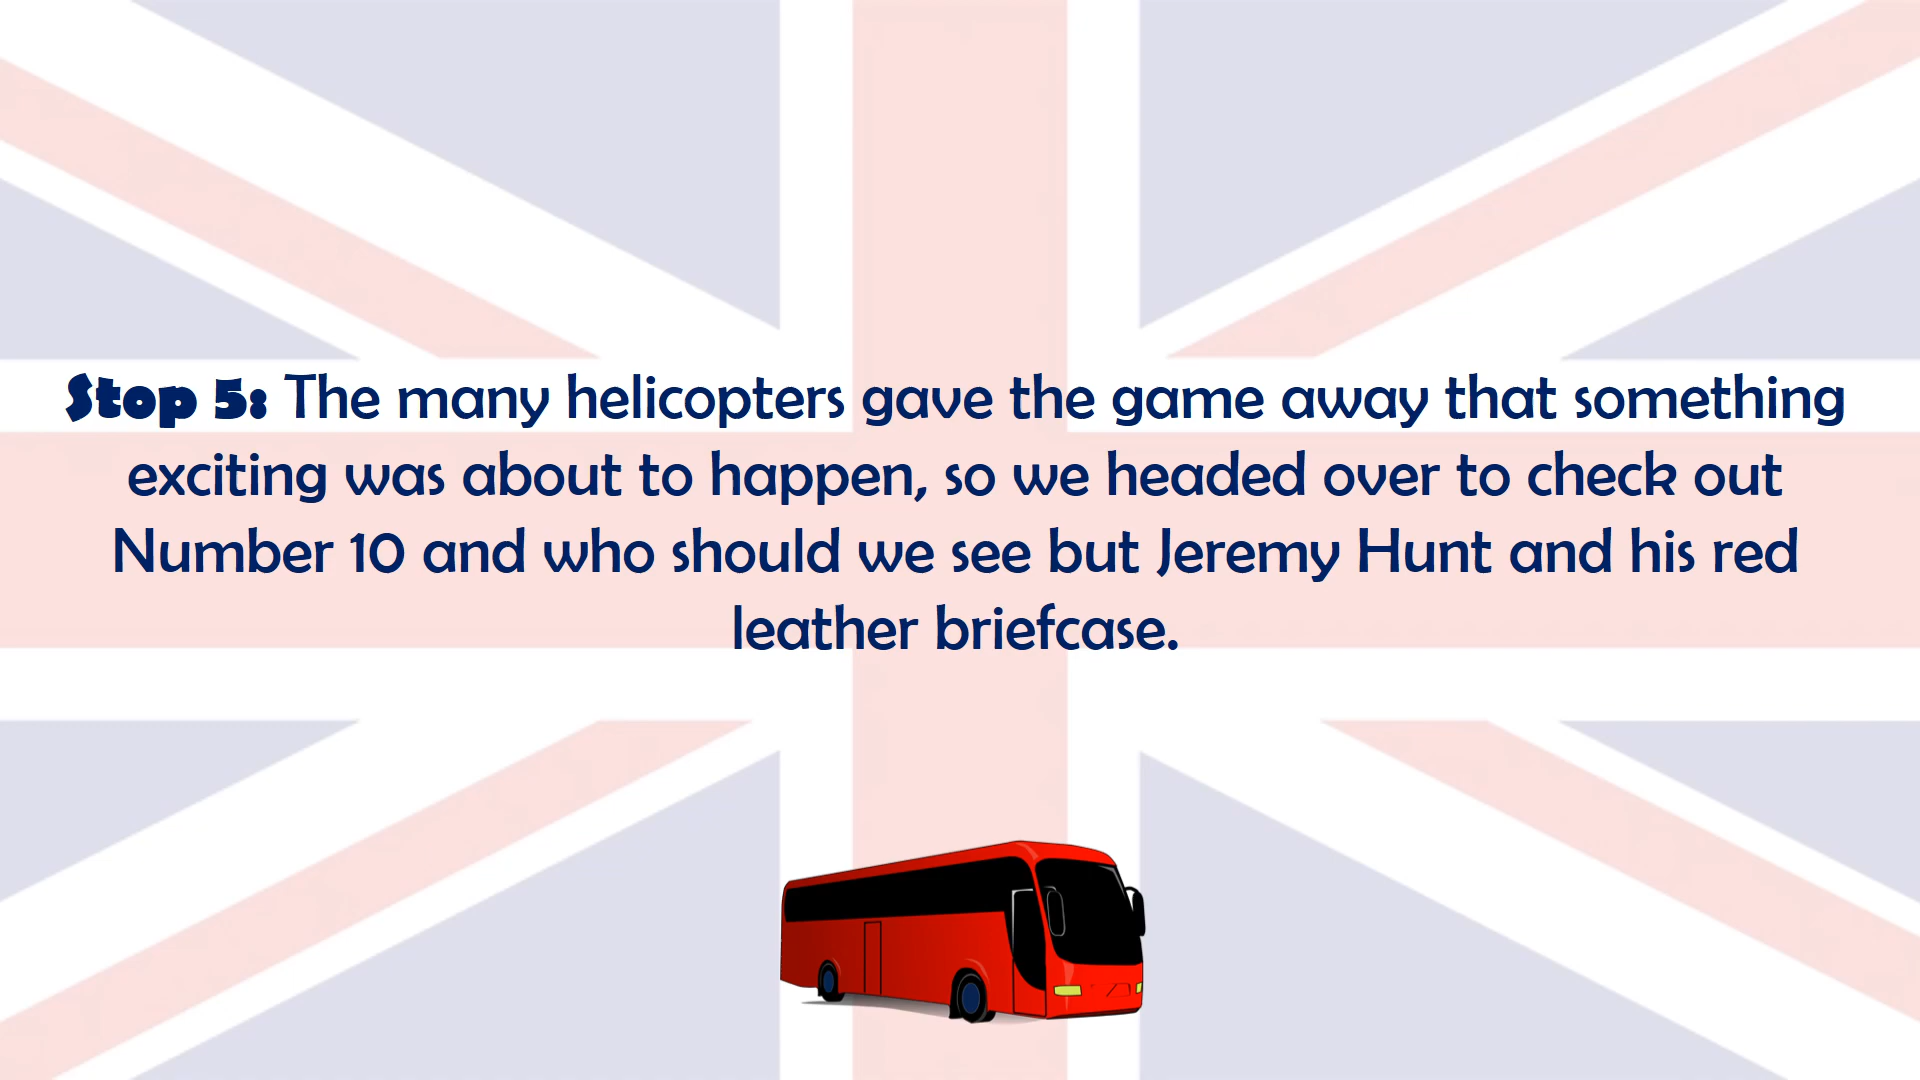 Stop 5: The many helicopters gave the game away that something
exciting was about to happen, so we headed over to check out
Number 10 and who should we see but Jeremy Hunt and his red
leather briefcase.